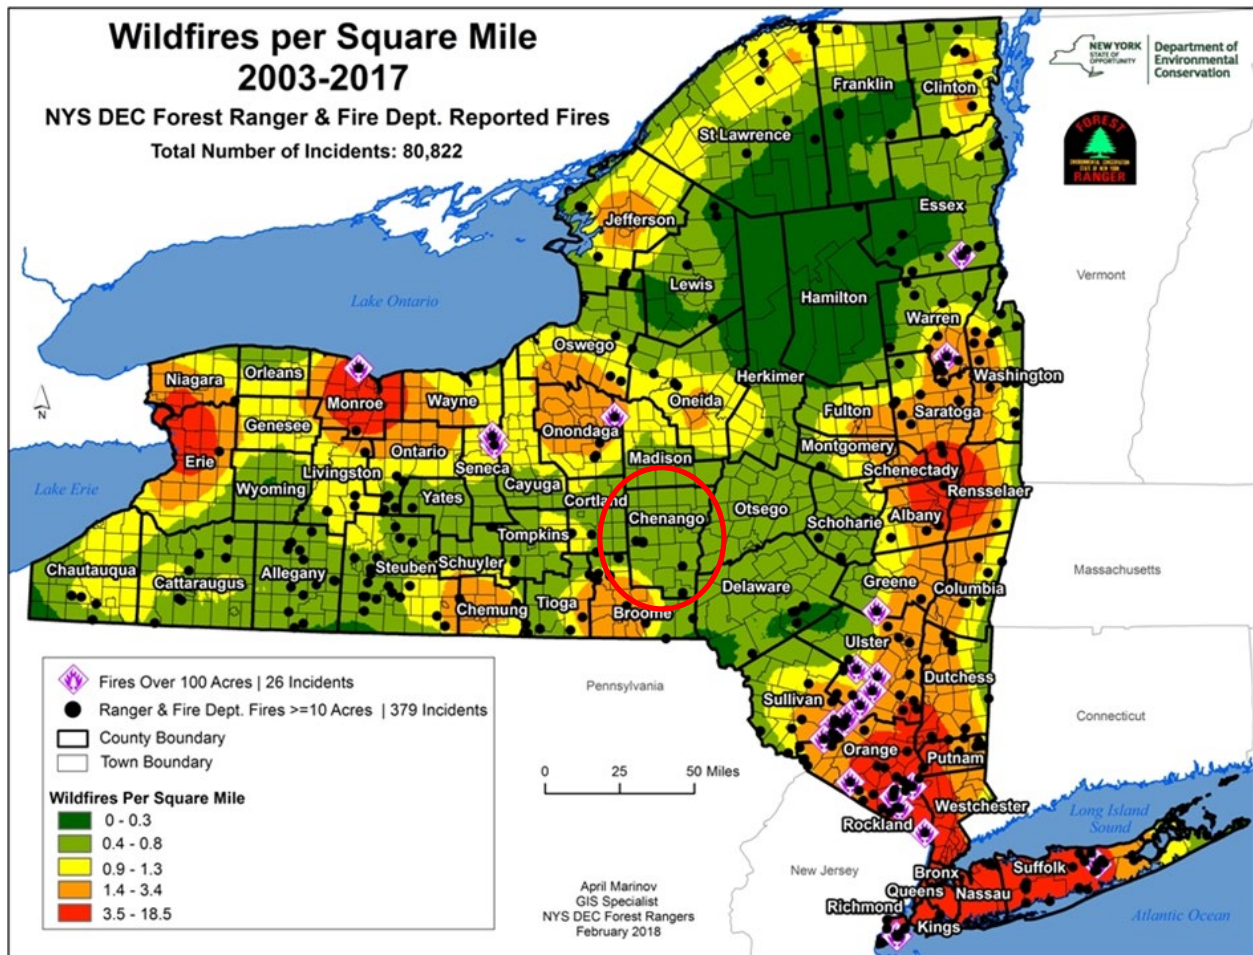 Wildfires per Square Mile
2003-2017
NYS DEC Forest Ranger & Fire Dept. Reported Fires
Total Number of Incidents: 80,822
NEW YORK
STATE OF
OPPORTUNITY
Department of
Environmental
Conservation
FOREST
ENVIRONMENTAL CONSERVATION
STATE OF NEW YORK
RANGER
Franklin
Clinton
St Lawrence
Essex
Jefferson
Vermont
Lewis
Hamilton
Lake Ontario
Warren
Oswego
Herkimer
Washington
Niagara
Orleans
Monroe
Wayne
Oneida
Fulton
Saratoga
N
Genesee
Onondaga
Montgomery
Ontario
Madison
Erie
Livingston
Seneca
Schenectady
Lake Erie
Wyoming
Yates
Cayuga
Cortland
Rensselaer
Chenango
Otsego
Schoharie
Albany
Tompkins
Chautauqua
Cattaraugus
Allegany
Steuben
Schuyler
Massachusetts
Delaware
Greene
Columbia
Chemung
Tioga
Broome
Ulster
Dutchess
Pennsylvania
Sullivan
Connecticut
Orange
Putnam
Westchester
Rockland
Long Island
Sound
New Jersey
Bronx
Suffolk
Queens
Nassau
Richmond
Kings
Atlantic Ocean
Fires Over 100 Acres | 26 Incidents
Ranger & Fire Dept. Fires >=10 Acres | 379 Incidents
County Boundary
Town Boundary
Wildfires Per Square Mile
0 - 0.3
0.4 - 0.8
0.9 - 1.3
1.4 - 3.4
3.5 - 18.5
0 25 50 Miles
April Marinov
GIS Specialist
NYS DEC Forest Rangers
February 2018